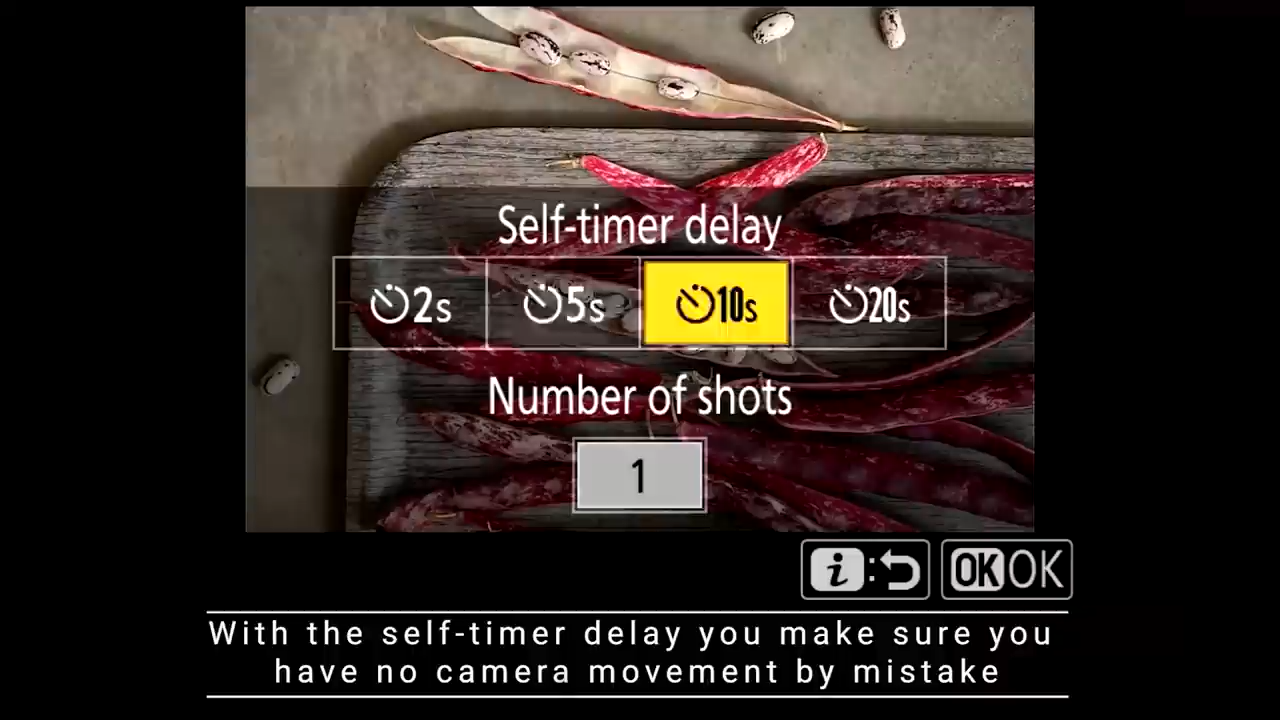 Self-timer delay
2s 5s 10s 20s
Number of shots
1
i: OK OK
With the self-timer delay you make sure you
have no camera movement by mistake